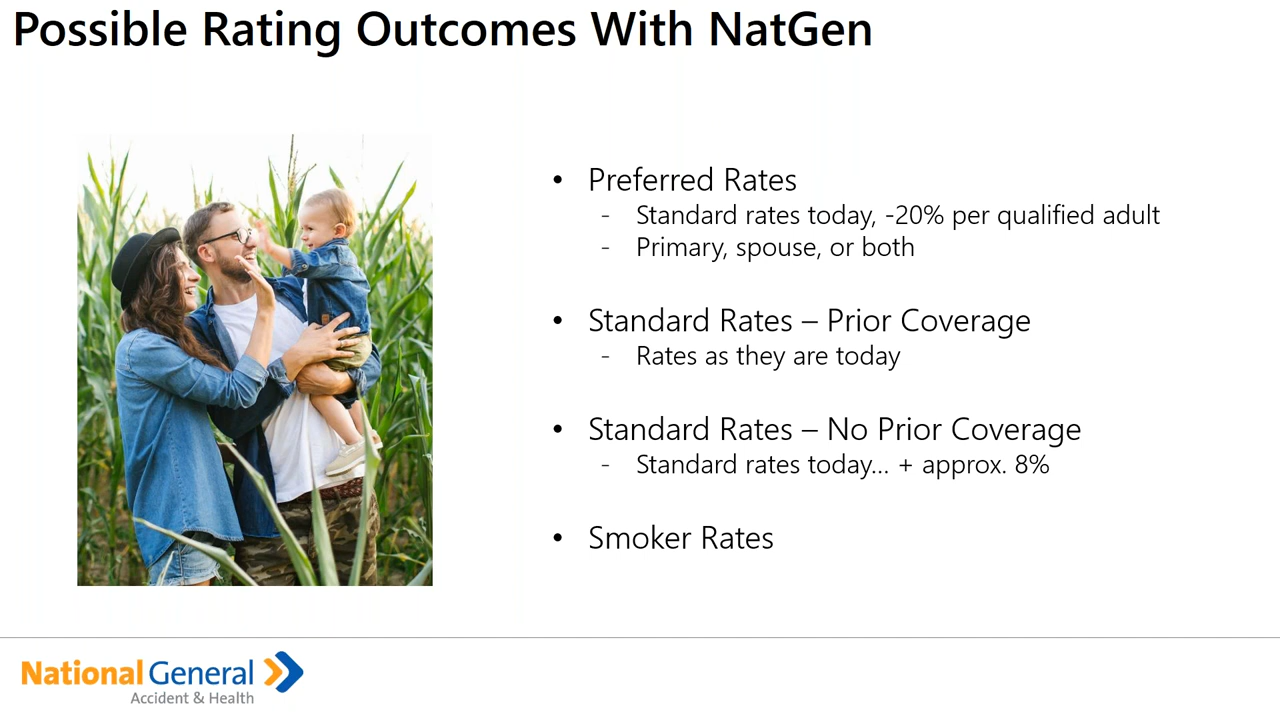 Possible Rating Outcomes With NatGen
• Preferred Rates
- Standard rates today, -20% per qualified adult
- Primary, spouse, or both
• Standard Rates – Prior Coverage
- Rates as they are today
• Standard Rates – No Prior Coverage
- Standard rates today... + approx. 8%
• Smoker Rates
National General
Accident & Health